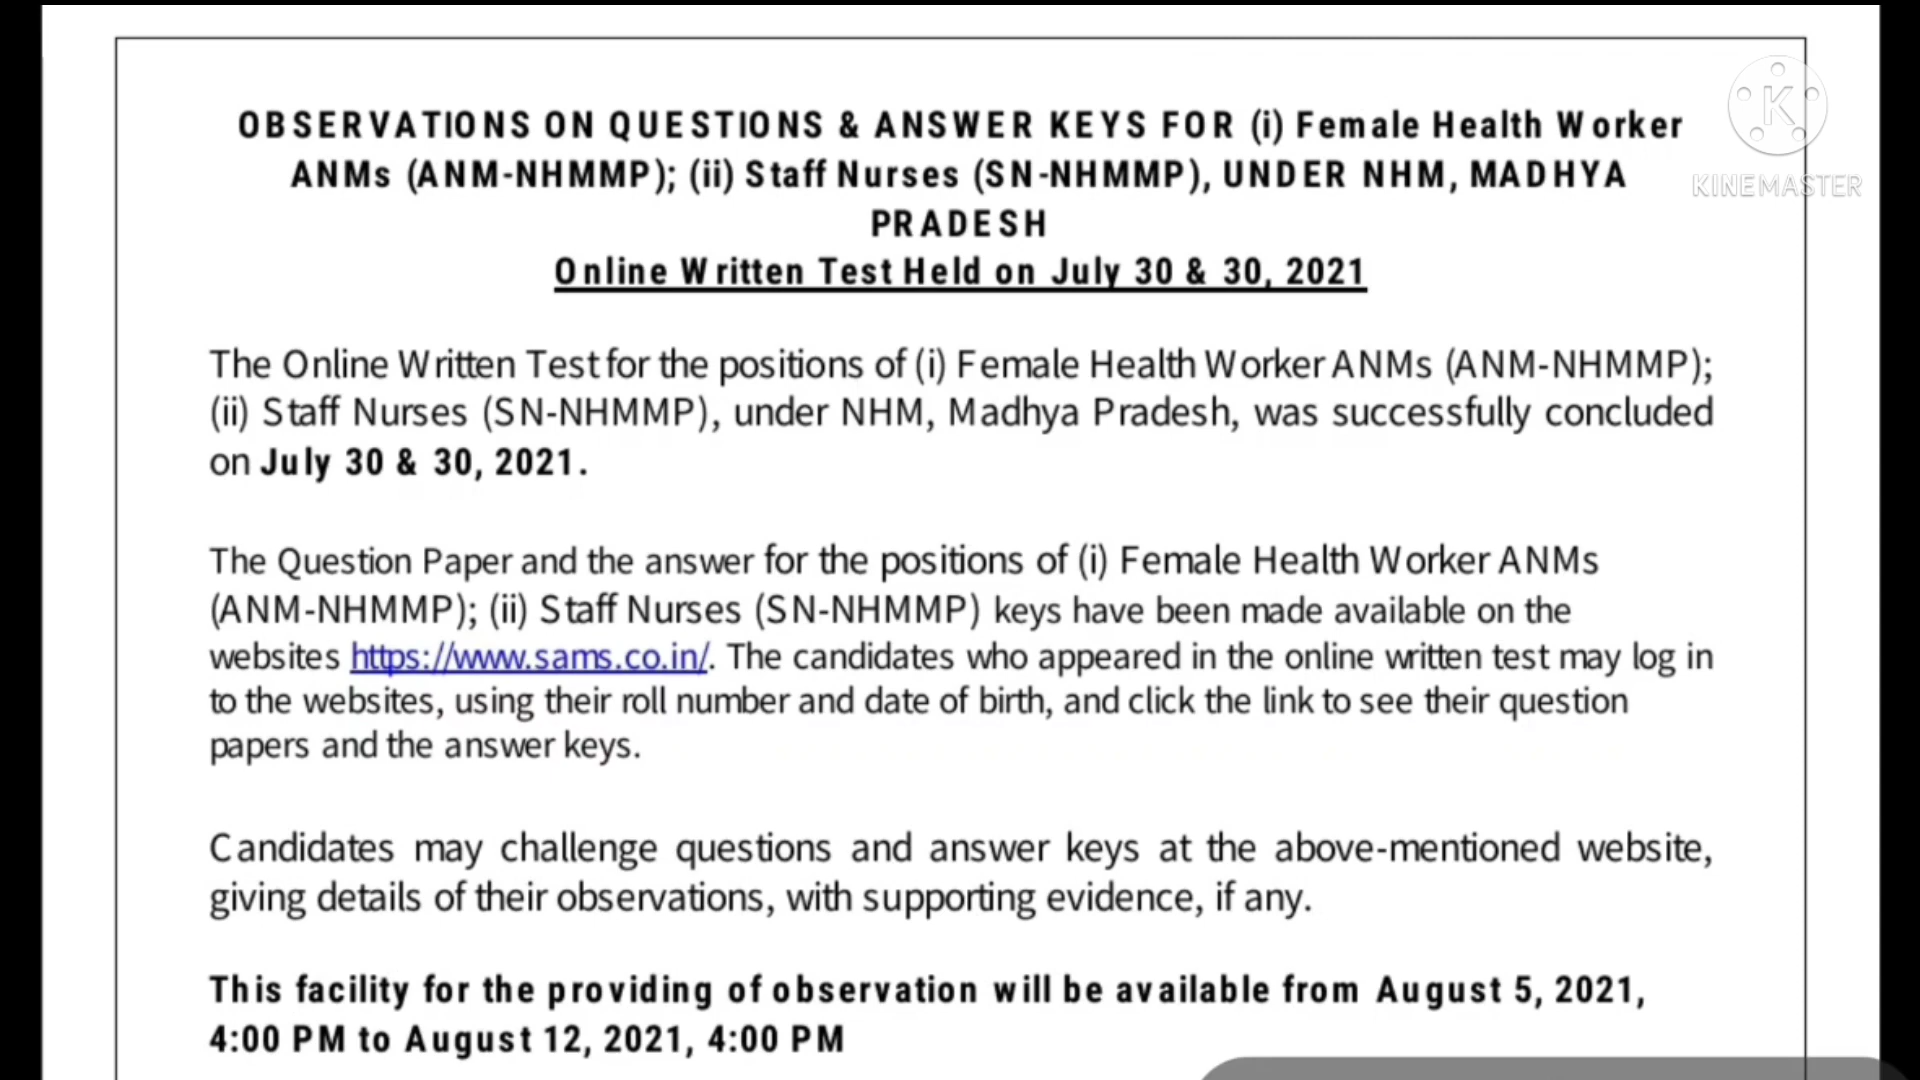 OBSERVATIONS ON QUESTIONS & ANSWER KEYS FOR (i) Female Health Worker
ANMs (ANM-NHMMP); (ii) Staff Nurses (SN-NHMMP), UNDER NHM, MADHYA
PRADESH
Online Written Test Held on July 30 & 30, 2021
K
KINEMASTER
The Online Written Test for the positions of (i) Female Health Worker ANMs (ANM-NHMMP);
(ii) Staff Nurses (SN-NHMMP), under NHM, Madhya Pradesh, was successfully concluded
on July 30 & 30, 2021.
The Question Paper and the answer for the positions of (i) Female Health Worker ANMs
(ANM-NHMMP); (ii) Staff Nurses (SN-NHMMP) keys have been made available on the
websites https://www.sams.co.in/. The candidates who appeared in the online written test may log in
to the websites, using their roll number and date of birth, and click the link to see their question
papers and the answer keys.
Candidates may challenge questions and answer keys at the above-mentioned website,
giving details of their observations, with supporting evidence, if any.
This facility for the providing of observation will be available from August 5, 2021,
4:00 PM to August 12, 2021, 4:00 PM